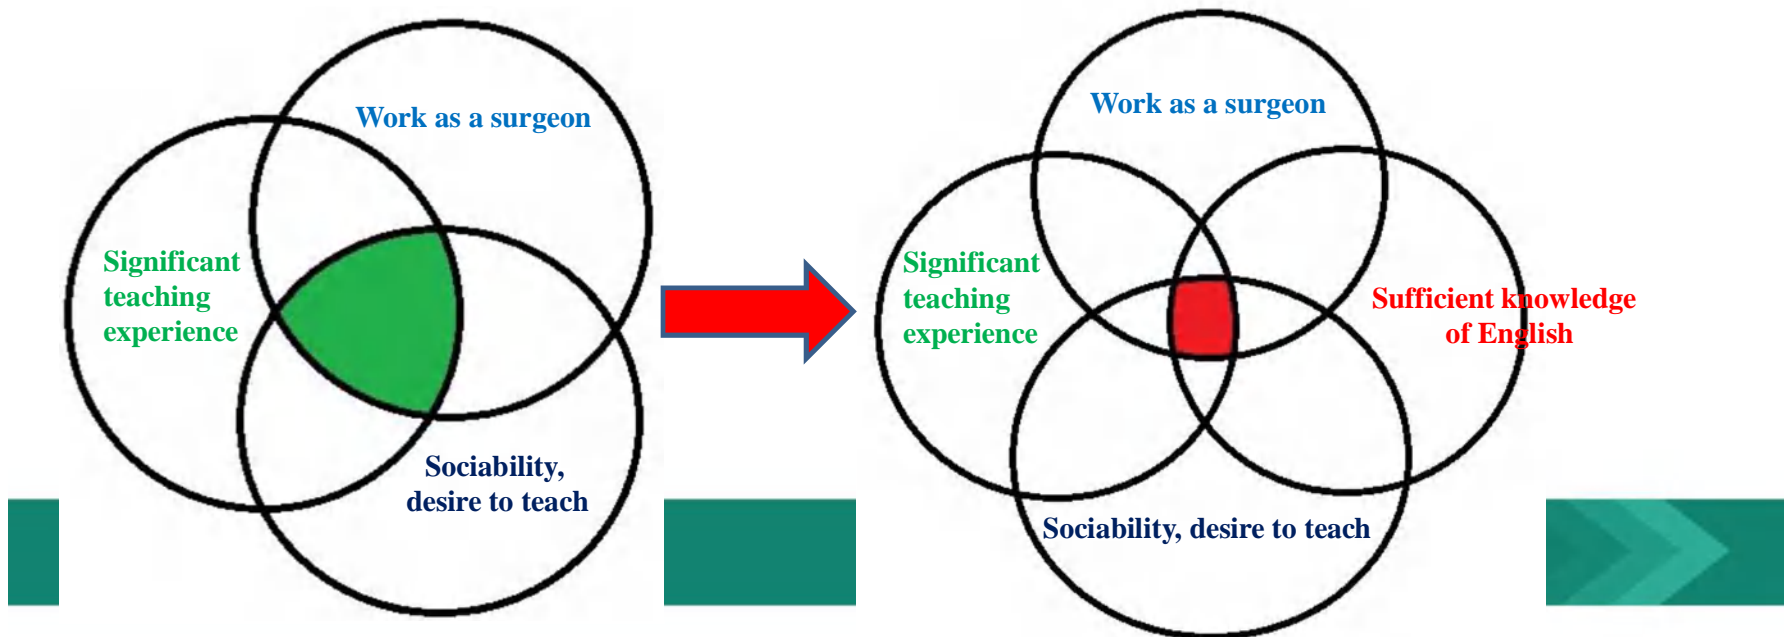 Work as a surgeon
Significant
teaching
experience
Sociability,
desire to teach
Work as a surgeon
Significant
teaching
experience
Sufficient knowledge
of English
Sociability, desire to teach